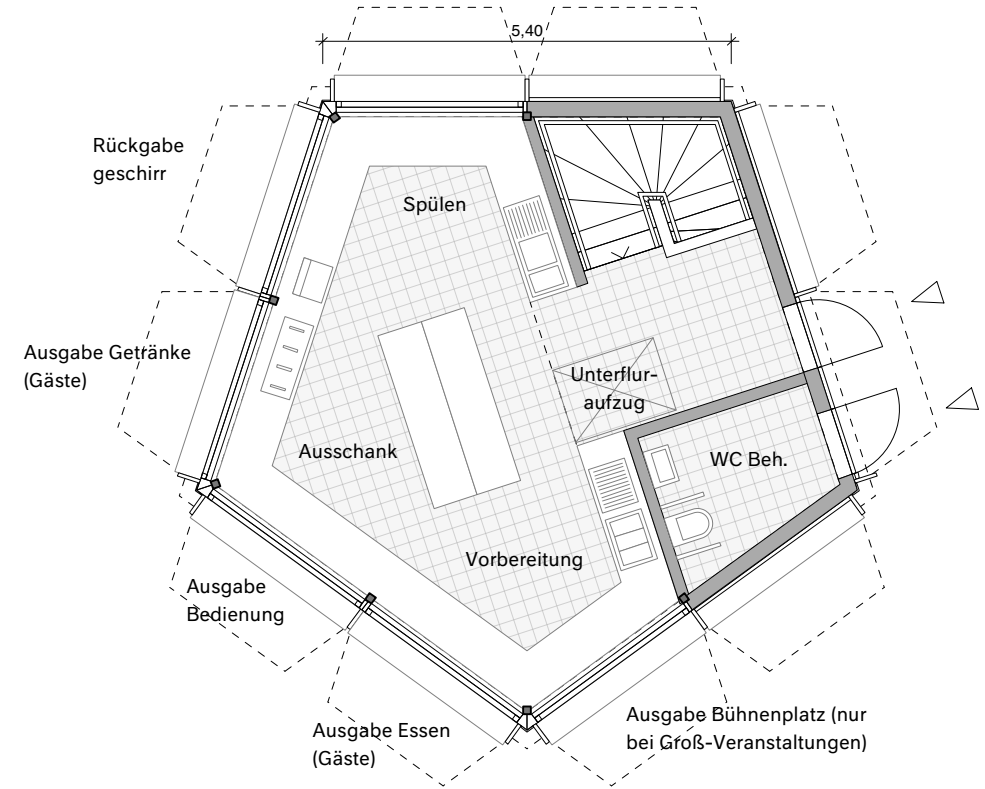 5,40
Rückgabe
geschirr
Spülen
Ausgabe Getränke
(Gäste)
Unterflur-
aufzug
Ausschank
WC Beh.
Vorbereitung
Ausgabe
Bedienung
Ausgabe Essen
(Gäste)
Ausgabe Bühnenplatz (nur
bei Groß-Veranstaltungen)